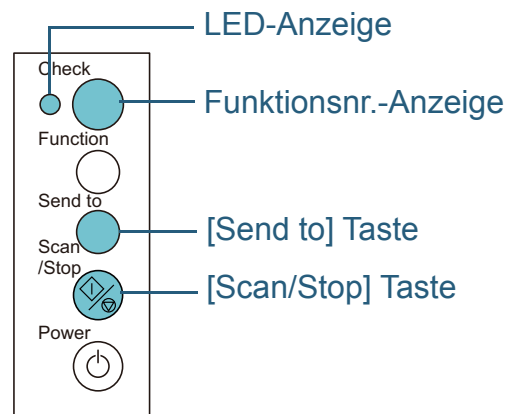 LED-Anzeige
Check
Funktionsnr.-Anzeige
Function
Send to
[Send to] Taste
Scan
/Stop
[Scan/Stop] Taste
Power